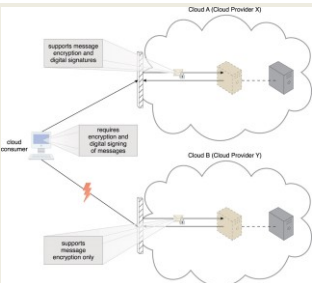 Cloud A (Cloud Provider X)
supports message
encryption and
digital signatures
requires
encryption and
digital signing
of messages
cloud
consumer
Cloud B (Cloud Provider Y)
supports
message
encryption only